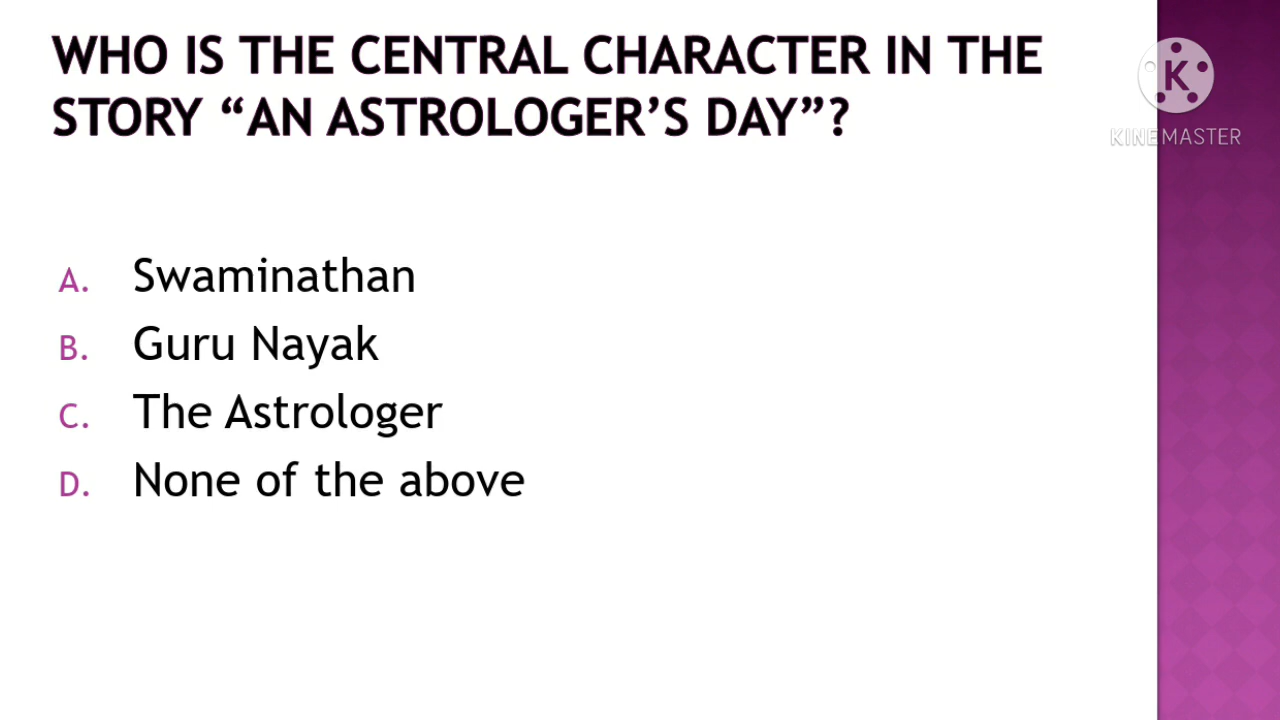 WHO IS THE CENTRAL CHARACTER IN THE
STORY “AN ASTROLOGER’S DAY”?
K
KINEMASTER
A. Swaminathan
B. Guru Nayak
C. The Astrologer
D. None of the above